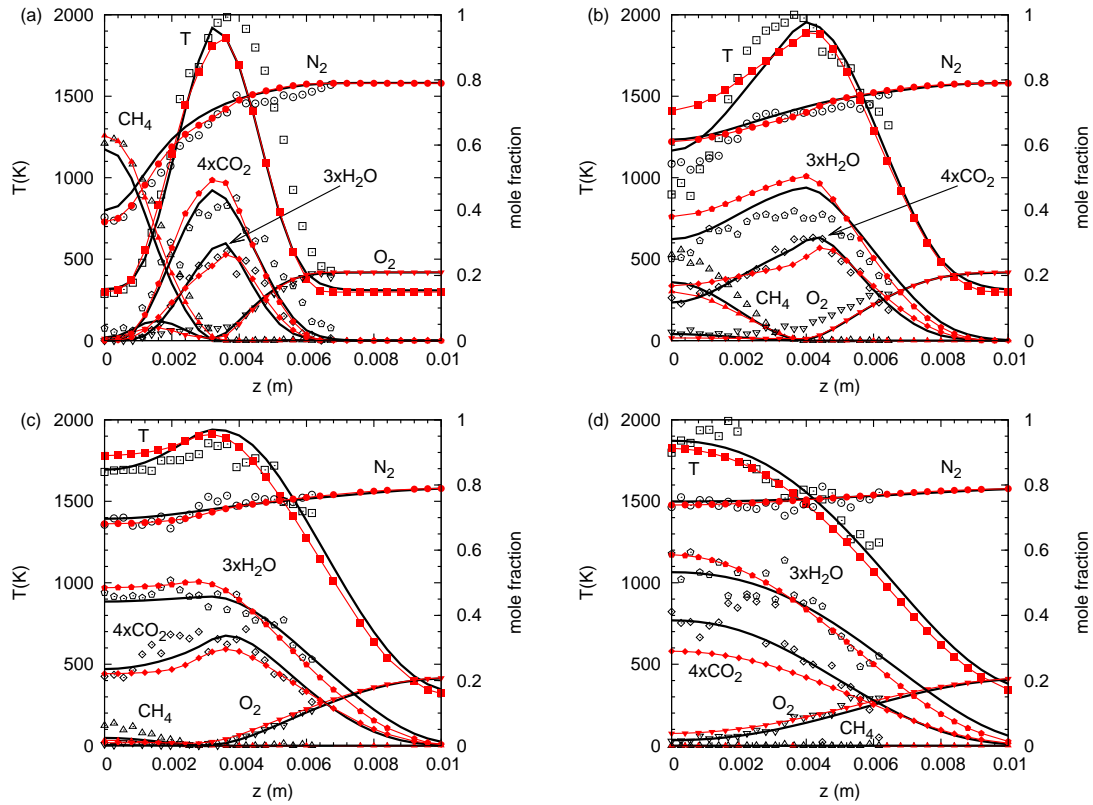 (a)
2000
1500
1000
500
0
T(K)
0
0.002
0.004
0.006
0.008
0.01
z (m)
1
0.8
0.6
0.4
0.2
0
mole fraction
T
N2
CH4
4xCO2
3xH2O
O2
(b)
2000
1500
1000
500
0
T(K)
0
0.002
0.004
0.006
0.008
0.01
z (m)
1
0.8
0.6
0.4
0.2
0
mole fraction
T
N2
3xH2O
4xCO2
CH4
O2
(c)
2000
1500
1000
500
0
T(K)
0
0.002
0.004
0.006
0.008
0.01
z (m)
1
0.8
0.6
0.4
0.2
0
mole fraction
T
N2
3xH2O
4xCO2
CH4
O2
(d)
2000
1500
1000
500
0
T(K)
0
0.002
0.004
0.006
0.008
0.01
z (m)
1
0.8
0.6
0.4
0.2
0
mole fraction
T
N2
3xH2O
4xCO2
O2
CH4